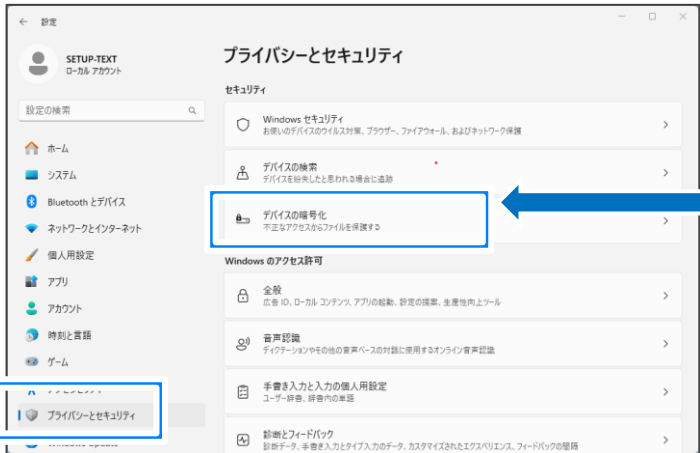 設定
SETUP-TEXT
ローカル アカウント
設定の検索
ホーム
システム
Bluetooth とデバイス
ネットワークとインターネット
個人用設定
アプリ
アカウント
時刻と言語
ゲーム
プライバシーとセキュリティ
プライバシーとセキュリティ
セキュリティ
Windows セキュリティ
お使いのデバイスのウイルス対策、ブラウザー、ファイアウォール、およびネットワーク保護
デバイスの検索
デバイスを紛失したと思われる場合に追跡
デバイスの暗号化
不正なアクセスからファイルを保護する
Windows のアクセス許可
全般
広告 ID、ローカル コンテンツ、アプリの起動、設定の提案、生産性向上ツール
音声認識
ディクテーションやその他の音声ベースの対話に使用するオンライン音声認識
手書き入力と入力の個人用設定
ユーザー辞書、辞書内の単語
診断とフィードバック
診断データ、手書き入力とタイプ入力のデータ、カスタマイズされたエクスペリエンス、フィードバックの間隔